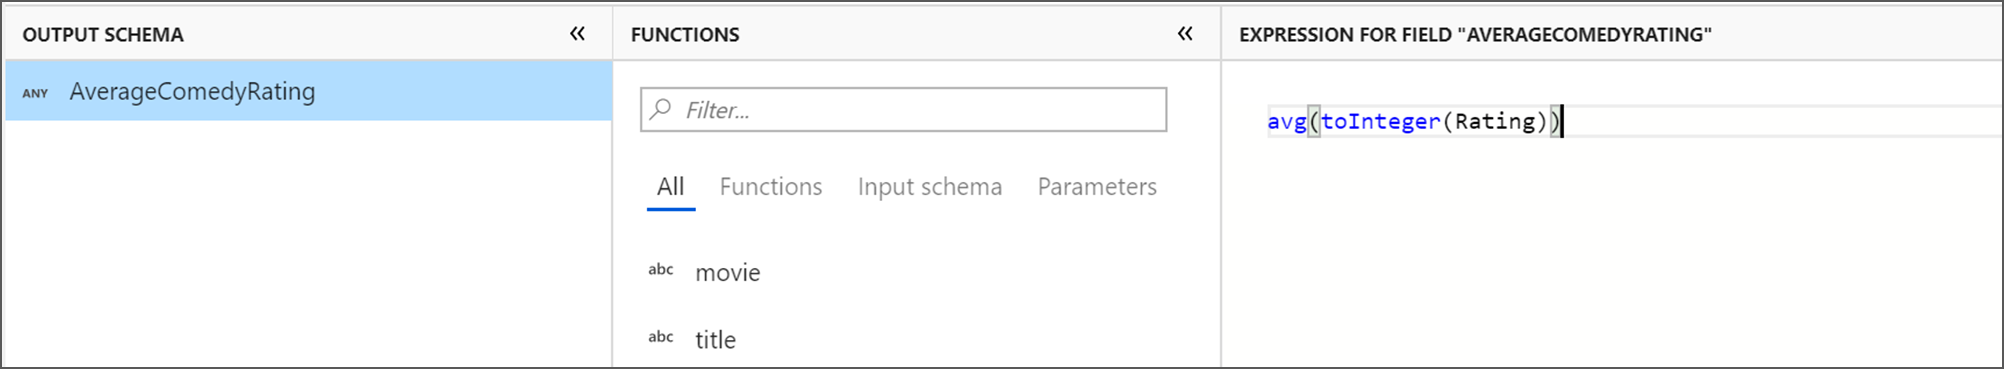 OUTPUT SCHEMA «
ANY AverageComedyRating
FUNCTIONS «
Filter...
All Functions Input schema Parameters
abc movie
abc title
EXPRESSION FOR FIELD "AVERAGECOMEDYRATING"
avg(toInteger(Rating))